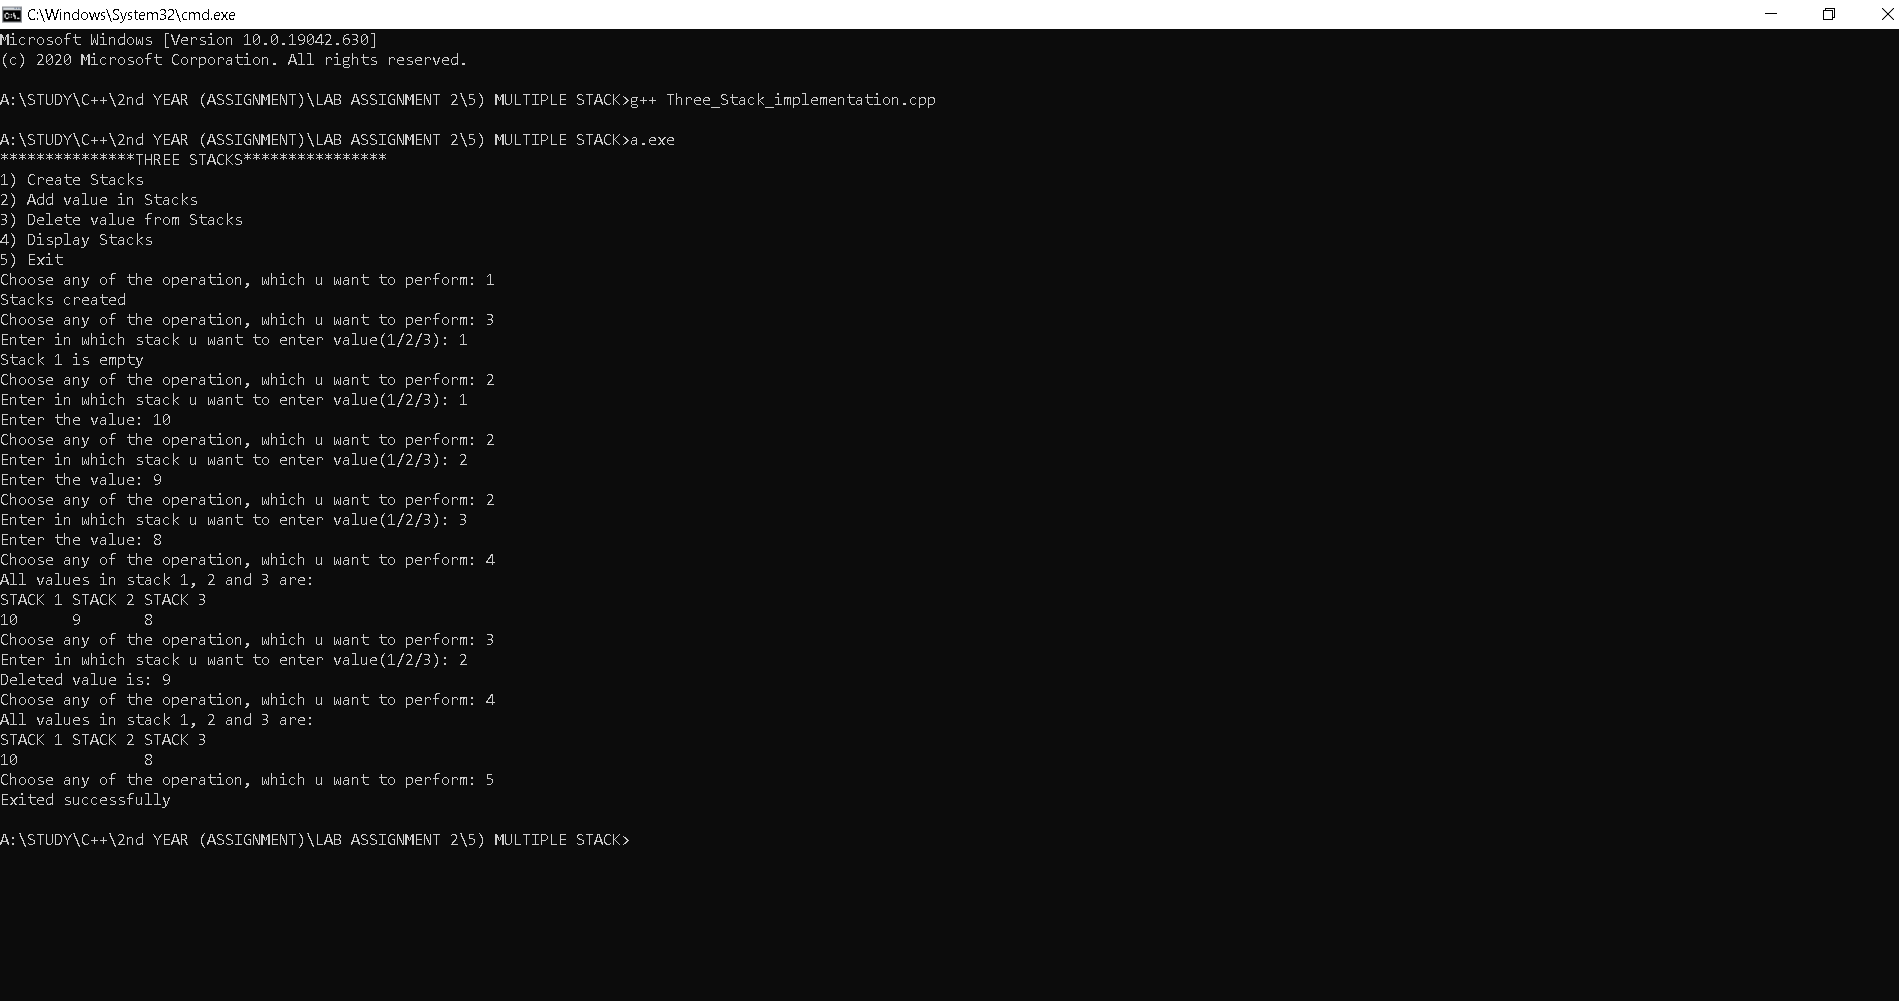 C:\Windows\System32\cmd.exe
Microsoft Windows [Version 10.0.19042.630]
(c) 2020 Microsoft Corporation. All rights reserved.
A:\STUDY\C++\2nd YEAR (ASSIGNMENT)\LAB ASSIGNMENT 2\5) MULTIPLE STACK>g++ Three_Stack_implementation.cpp
A:\STUDY\C++\2nd YEAR (ASSIGNMENT)\LAB ASSIGNMENT 2\5) MULTIPLE STACK>a.exe
***************THREE STACKS****************
1) Create Stacks
2) Add value in Stacks
3) Delete value from Stacks
4) Display Stacks
5) Exit
Choose any of the operation, which u want to perform: 1
Stacks created
Choose any of the operation, which u want to perform: 3
Enter in which stack u want to enter value(1/2/3): 1
Stack 1 is empty
Choose any of the operation, which u want to perform: 2
Enter in which stack u want to enter value(1/2/3): 1
Enter the value: 10
Choose any of the operation, which u want to perform: 2
Enter in which stack u want to enter value(1/2/3): 2
Enter the value: 9
Choose any of the operation, which u want to perform: 2
Enter in which stack u want to enter value(1/2/3): 3
Enter the value: 8
Choose any of the operation, which u want to perform: 4
All values in stack 1, 2 and 3 are:
STACK 1 STACK 2 STACK 3
10      9       8
Choose any of the operation, which u want to perform: 3
Enter in which stack u want to enter value(1/2/3): 2
Deleted value is: 9
Choose any of the operation, which u want to perform: 4
All values in stack 1, 2 and 3 are:
STACK 1 STACK 2 STACK 3
10              8
Choose any of the operation, which u want to perform: 5
Exited successfully
A:\STUDY\C++\2nd YEAR (ASSIGNMENT)\LAB ASSIGNMENT 2\5) MULTIPLE STACK>